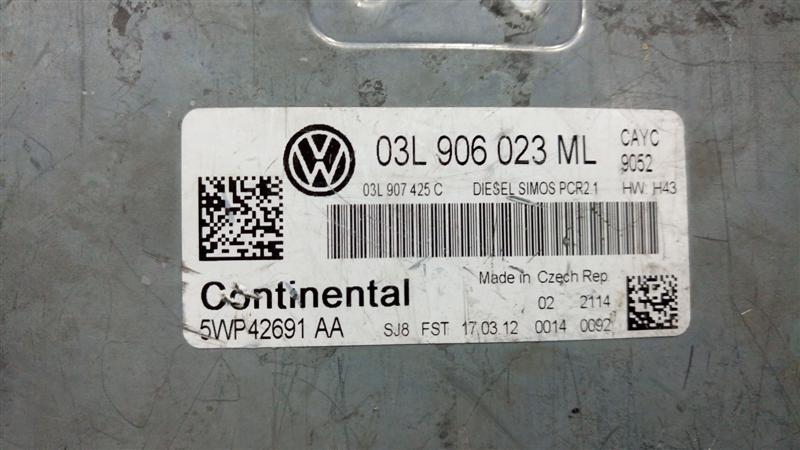 03L 906 023 ML CAYC
9052
03L 907 425 C DIESEL SIMOS PCR2.1 HW: H43
Continental Made in Czech Rep.
02 2114
5WP42691 AA SJ8 FST 17.03.12 0014 0092